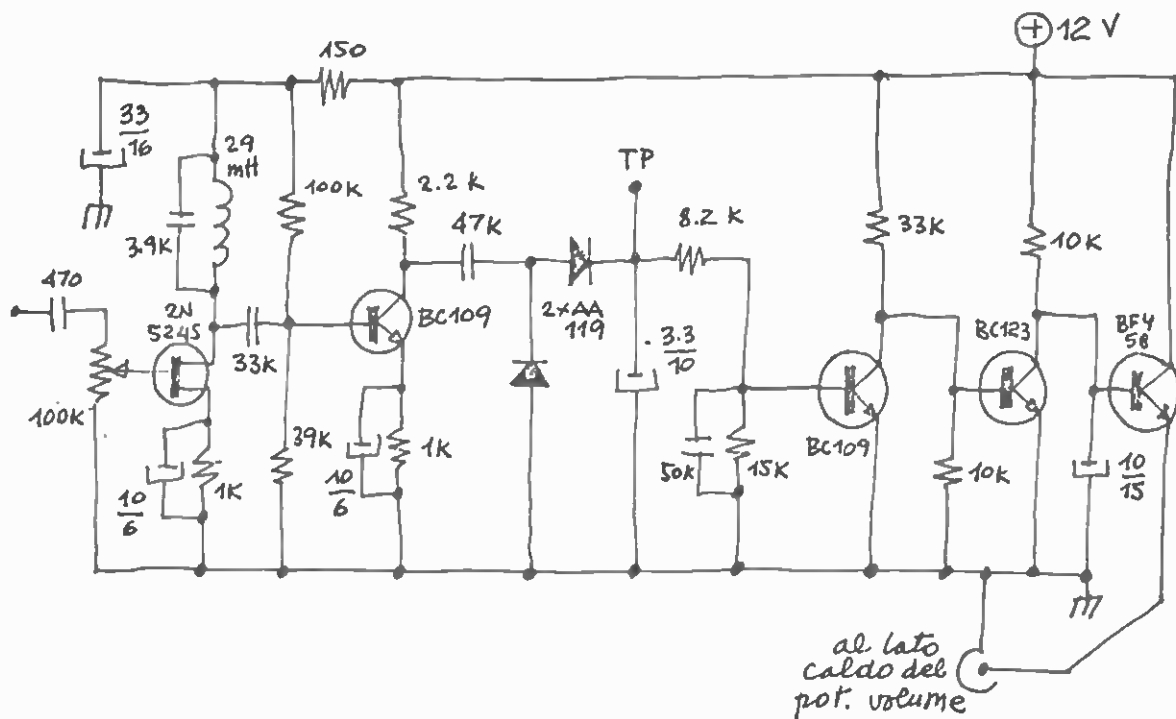 150
+ 12 V
33
16
29
mH
TP
100K
2.2 K
8.2 K
3.9K
47K
33K
10K
470
2N
5245
BC109
2×AA
119
3.3
10
BC123
BF4
58
33K
100K
BC109
39K
1K
50K
15K
10K
10
15
10
6
1K
10
6
al lato
caldo del
pot. volume